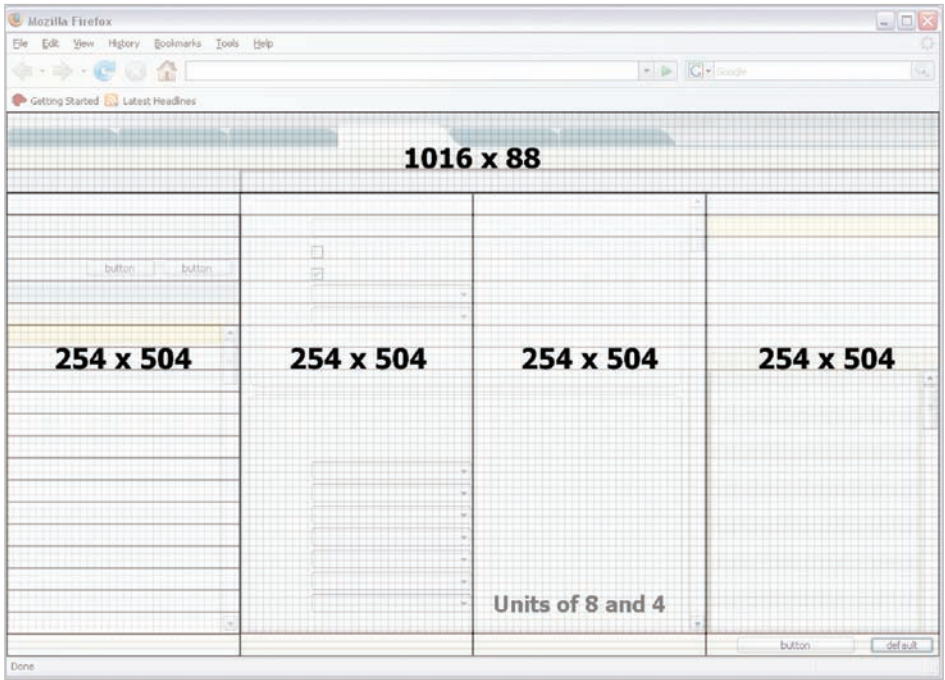 Mozilla Firefox
File Edit View History Bookmarks Tools Help
Google
Getting Started Latest Headlines
1016 x 88
button button
254 x 504 254 x 504 254 x 504 254 x 504
Units of 8 and 4
button default
Done